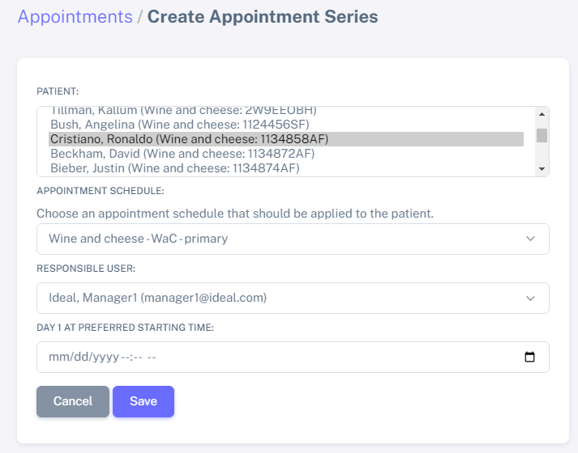 Appointments / Create Appointment Series
PATIENT:
Tillman, Kallum (Wine and cheese: 2W9EEOBH)
Bush, Angelina (Wine and cheese: 1124456SF)
Cristiano, Ronaldo (Wine and cheese: 1134858AF)
Beckham, David (Wine and cheese: 1134872AF)
Bieber, Justin (Wine and cheese: 1134874AF)
APPOINTMENT SCHEDULE:
Choose an appointment schedule that should be applied to the patient.
Wine and cheese - WaC - primary
RESPONSIBLE USER:
Ideal, Manager1 (manager1@ideal.com)
DAY 1 AT PREFERRED STARTING TIME:
mm/dd/yyyy --:-- --
Cancel Save